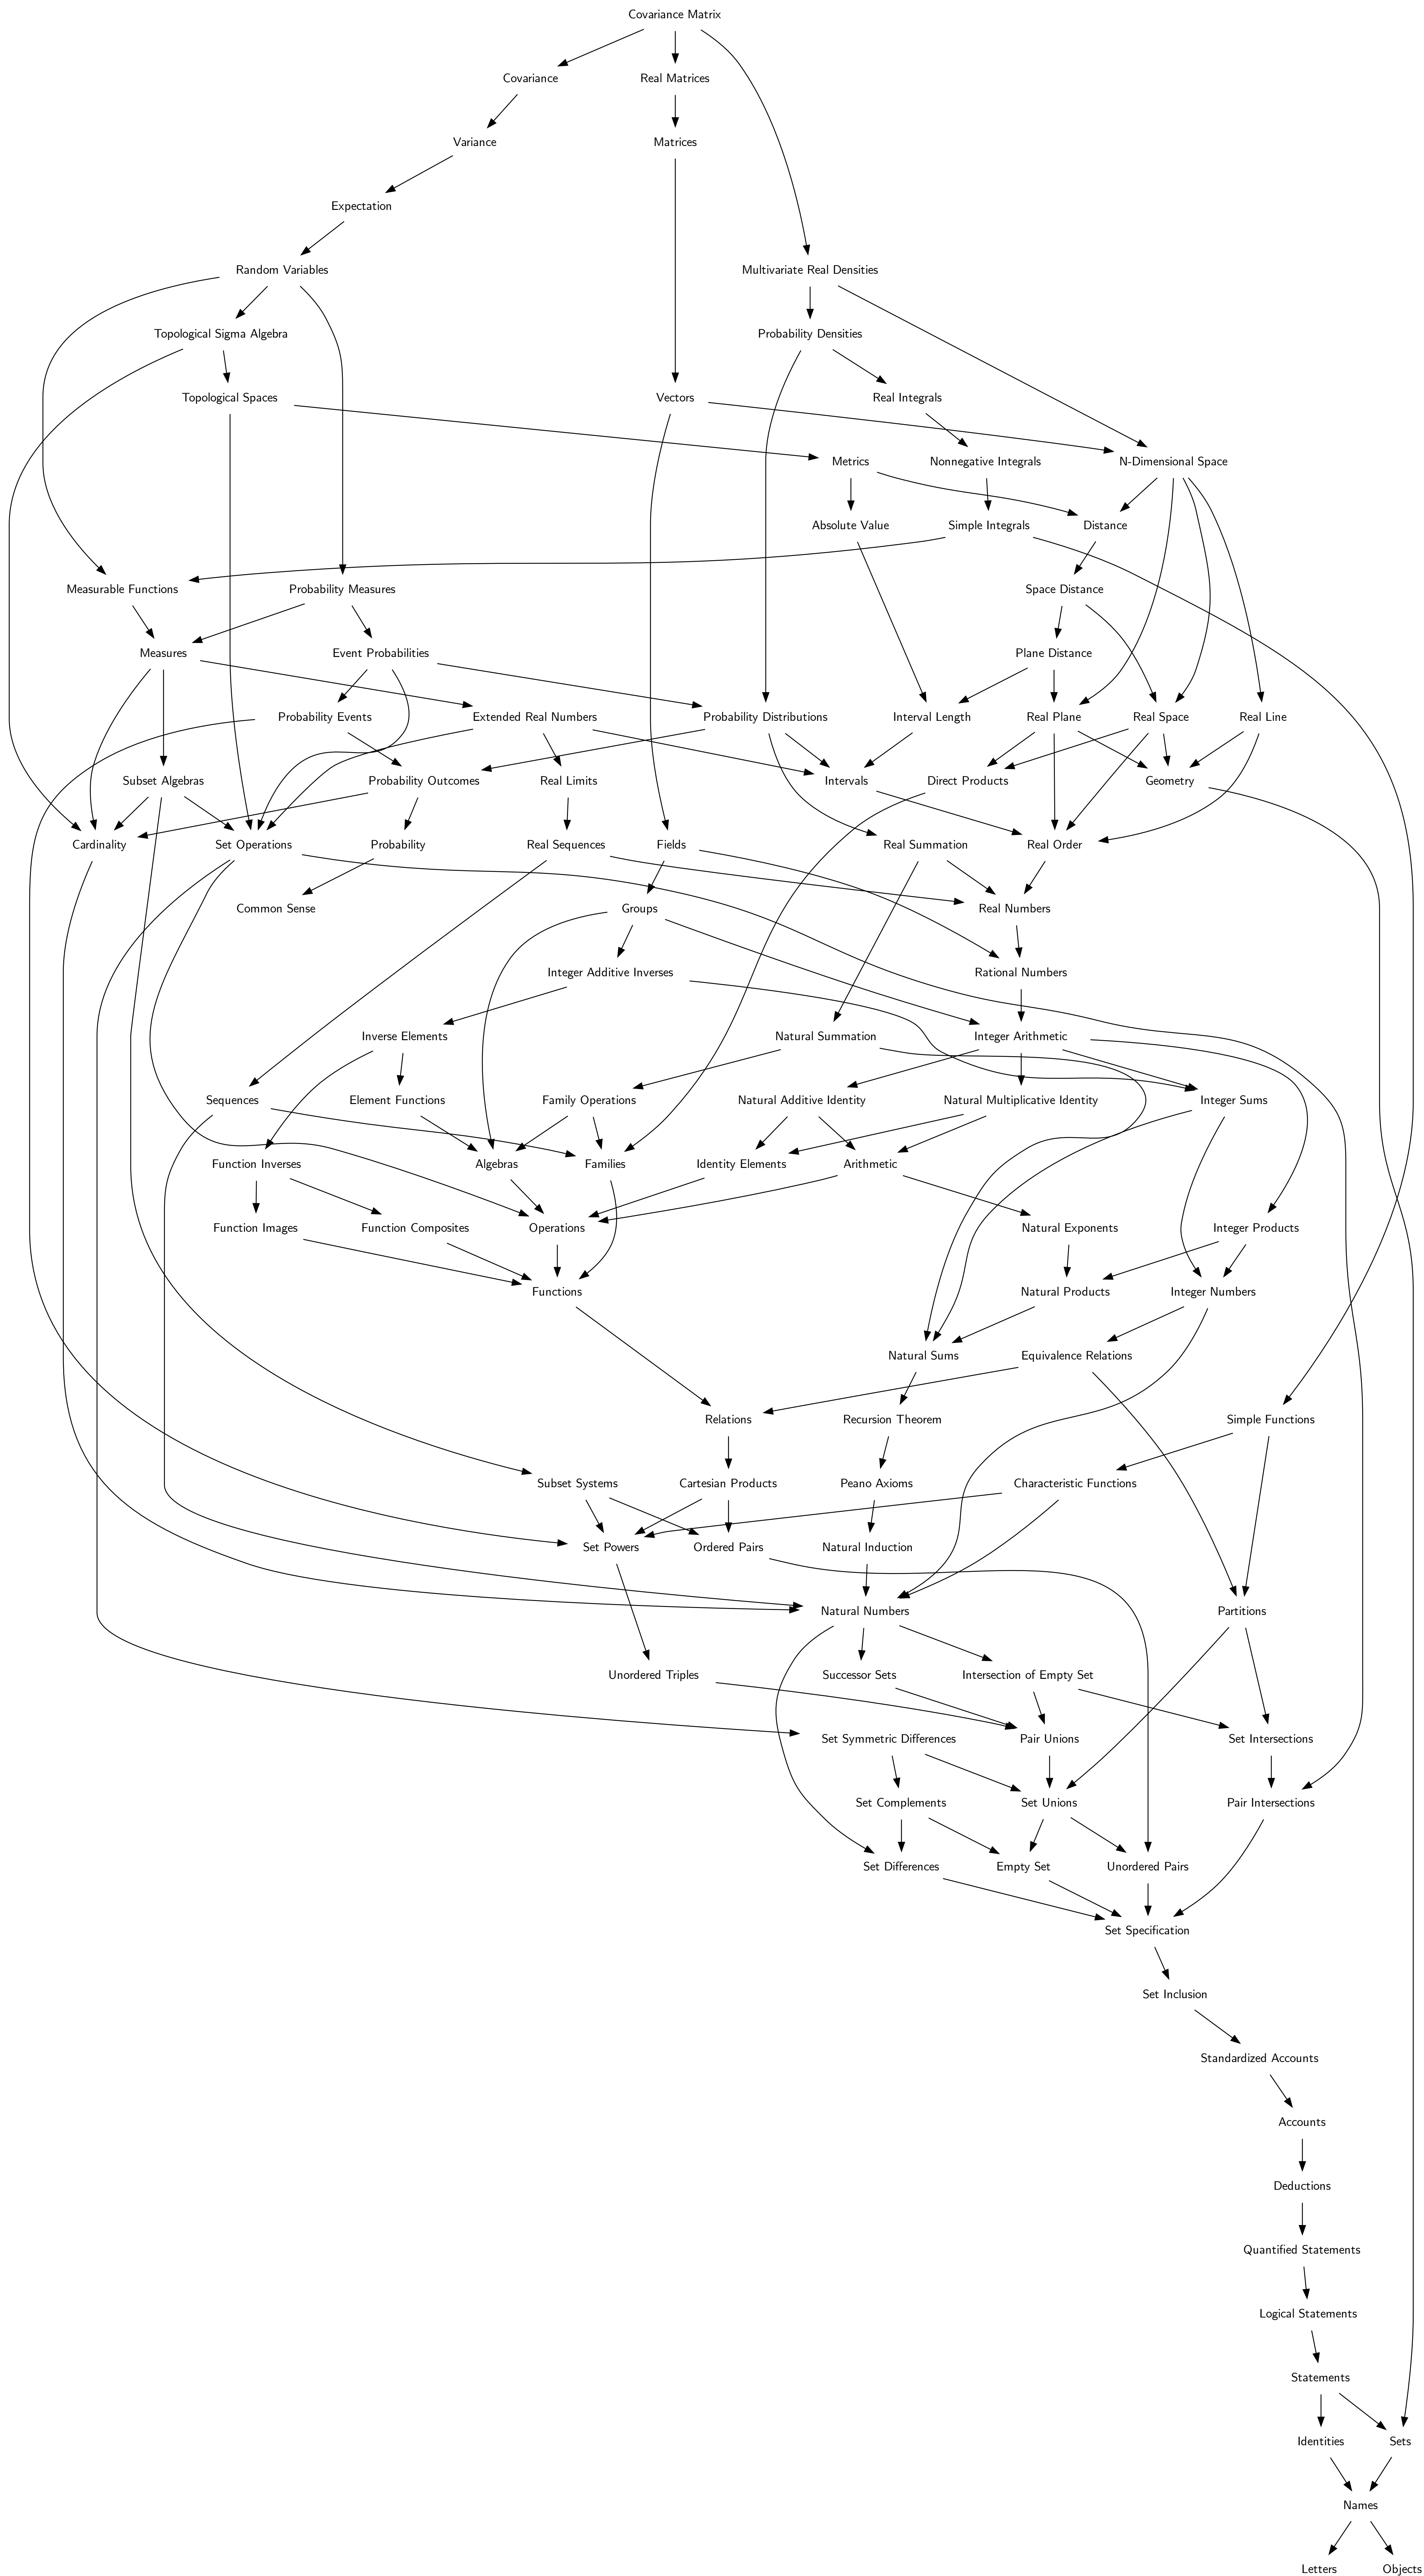 Covariance Matrix
Covariance
Real Matrices
Variance
Matrices
Expectation
Random Variables
Multivariate Real Densities
Topological Sigma Algebra
Probability Densities
Topological Spaces
Vectors
Real Integrals
Metrics
Nonnegative Integrals
N-Dimensional Space
Absolute Value
Simple Integrals
Distance
Measurable Functions
Probability Measures
Space Distance
Measures
Event Probabilities
Plane Distance
Probability Events
Extended Real Numbers
Probability Distributions
Interval Length
Real Plane
Real Space
Real Line
Subset Algebras
Probability Outcomes
Real Limits
Intervals
Direct Products
Geometry
Cardinality
Set Operations
Probability
Real Sequences
Fields
Real Summation
Real Order
Common Sense
Groups
Real Numbers
Integer Additive Inverses
Rational Numbers
Inverse Elements
Natural Summation
Integer Arithmetic
Sequences
Element Functions
Family Operations
Natural Additive Identity
Natural Multiplicative Identity
Integer Sums
Function Inverses
Algebras
Families
Identity Elements
Arithmetic
Function Images
Function Composites
Operations
Natural Exponents
Integer Products
Functions
Natural Products
Integer Numbers
Natural Sums
Equivalence Relations
Relations
Recursion Theorem
Simple Functions
Subset Systems
Cartesian Products
Peano Axioms
Characteristic Functions
Set Powers
Ordered Pairs
Natural Induction
Natural Numbers
Partitions
Unordered Triples
Successor Sets
Intersection of Empty Set
Set Symmetric Differences
Pair Unions
Set Intersections
Set Complements
Set Unions
Pair Intersections
Set Differences
Empty Set
Unordered Pairs
Set Specification
Set Inclusion
Standardized Accounts
Accounts
Deductions
Quantified Statements
Logical Statements
Statements
Identities
Sets
Names
Letters
Objects